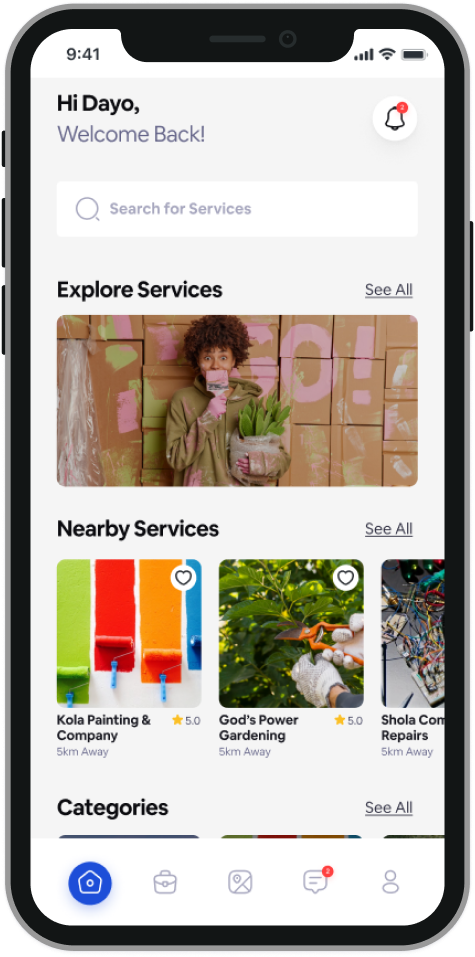 9:41
Hi Dayo,
2
Welcome Back!
Search for Services
Explore Services See All
GO!
Nearby Services See All
Kola Painting & 5.0 God's Power 5.0 Shola Com
Company Gardening Repairs
5km Away 5km Away 5km Away
Categories See All
2